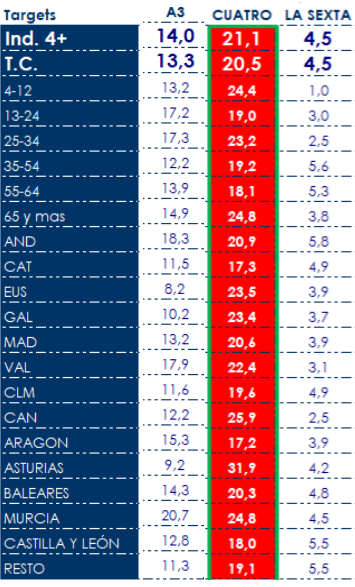 Targets A3 CUATRO LA SEXTA
Ind. 4+ 14,0 21,1 4,5
T.C. 13,3 20,5 4,5
4-12 13,2 24,4 1,0
13-24 17,2 19,0 3,0
25-34 17,3 23,2 2,5
35-54 12,2 19,2 5,6
55-64 13,9 18,1 5,3
65 y mas 14,9 24,8 3,8
AND 18,3 20,9 5,8
CAT 11,5 17,3 4,9
EUS 8,2 23,5 3,9
GAL 10,2 23,4 3,7
MAD 13,2 20,6 3,9
VAL 17,9 22,4 3,1
CLM 11,6 19,6 4,9
CAN 12,2 25,9 2,5
ARAGON 15,3 17,2 3,9
ASTURIAS 9,2 31,9 4,2
BALEARES 14,3 20,3 4,8
MURCIA 20,7 24,8 4,5
CASTILLA Y LEÓN 12,8 18,0 5,5
RESTO 11,3 19,1 5,5